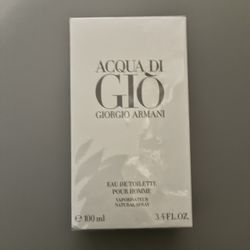 ACQUA DI
GIÒ
GIORGIO ARMANI
EAU DE TOILETTE
POUR HOMME
VAPORISATEUR
NATURAL SPRAY
e 100 ml
3.4 FL.OZ.